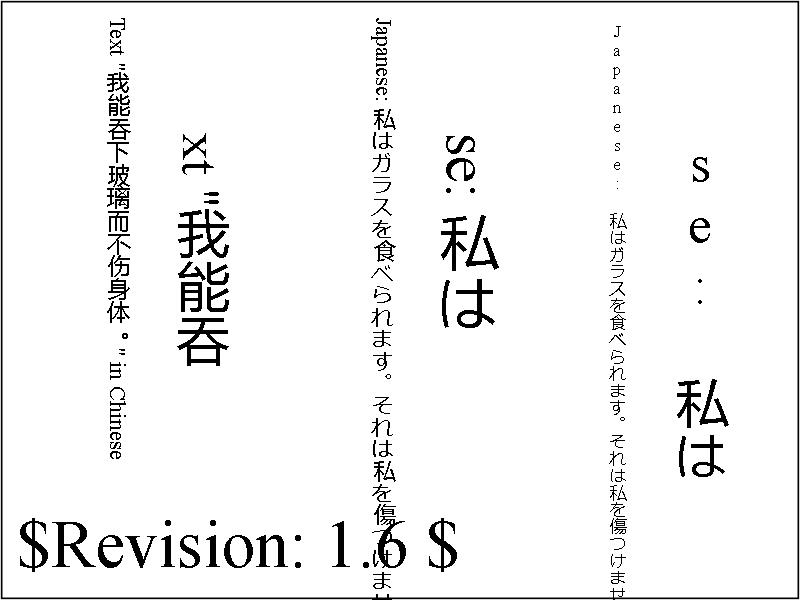 Text "我能吞下玻璃而不伤身体。" in Chinese
xt "我能吞
Japanese: 私はガラスを食べられます。それは私を傷つけませ
se: 私は
Japanese: 私はガラスを食べられます。それは私を傷つけませ
se: 私は
$Revision: 1.6 $